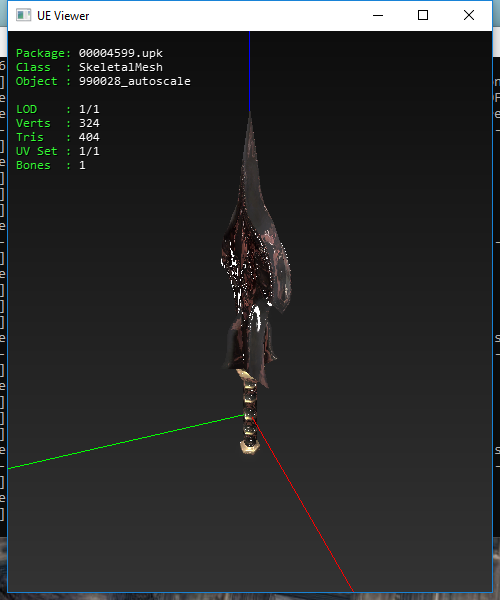 UE Viewer
Package: 00004599.upk
Class  : SkeletalMesh
Object : 990028_autoscale
LOD    : 1/1
Verts  : 324
Tris   : 404
UV Set : 1/1
Bones  : 1